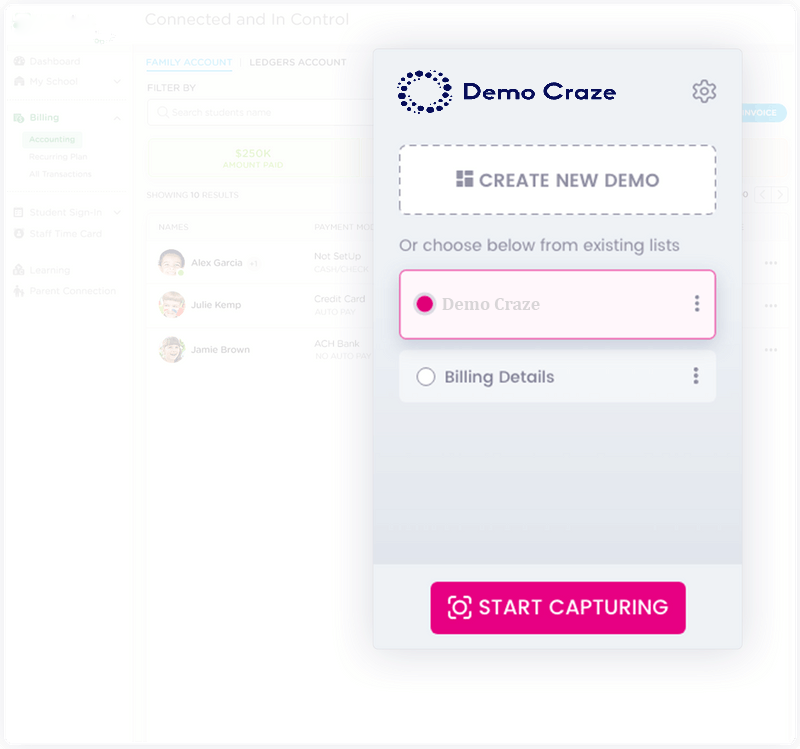 Connected and In Control
Dashboard
My School
Billing
Accounting
Recurring Plan
All Transactions
Student Sign-in
Staff Time Card
Learning
Parent Connection
FAMILY ACCOUNT | LEDGERS ACCOUNT
FILTER BY
Search students name
INVOICE
$250K
AMOUNT PAID
SHOWING 10 RESULTS
NAMES PAYMENT
Alex Garcia +1 Not SetUp
CASH/CHECK
Julie Kemp Credit Card
AUTO PAY
Jamie Brown ACH Bank
NO AUTO PAY
Demo Craze
CREATE NEW DEMO
Or choose below from existing lists
Demo Craze
Billing Details
START CAPTURING